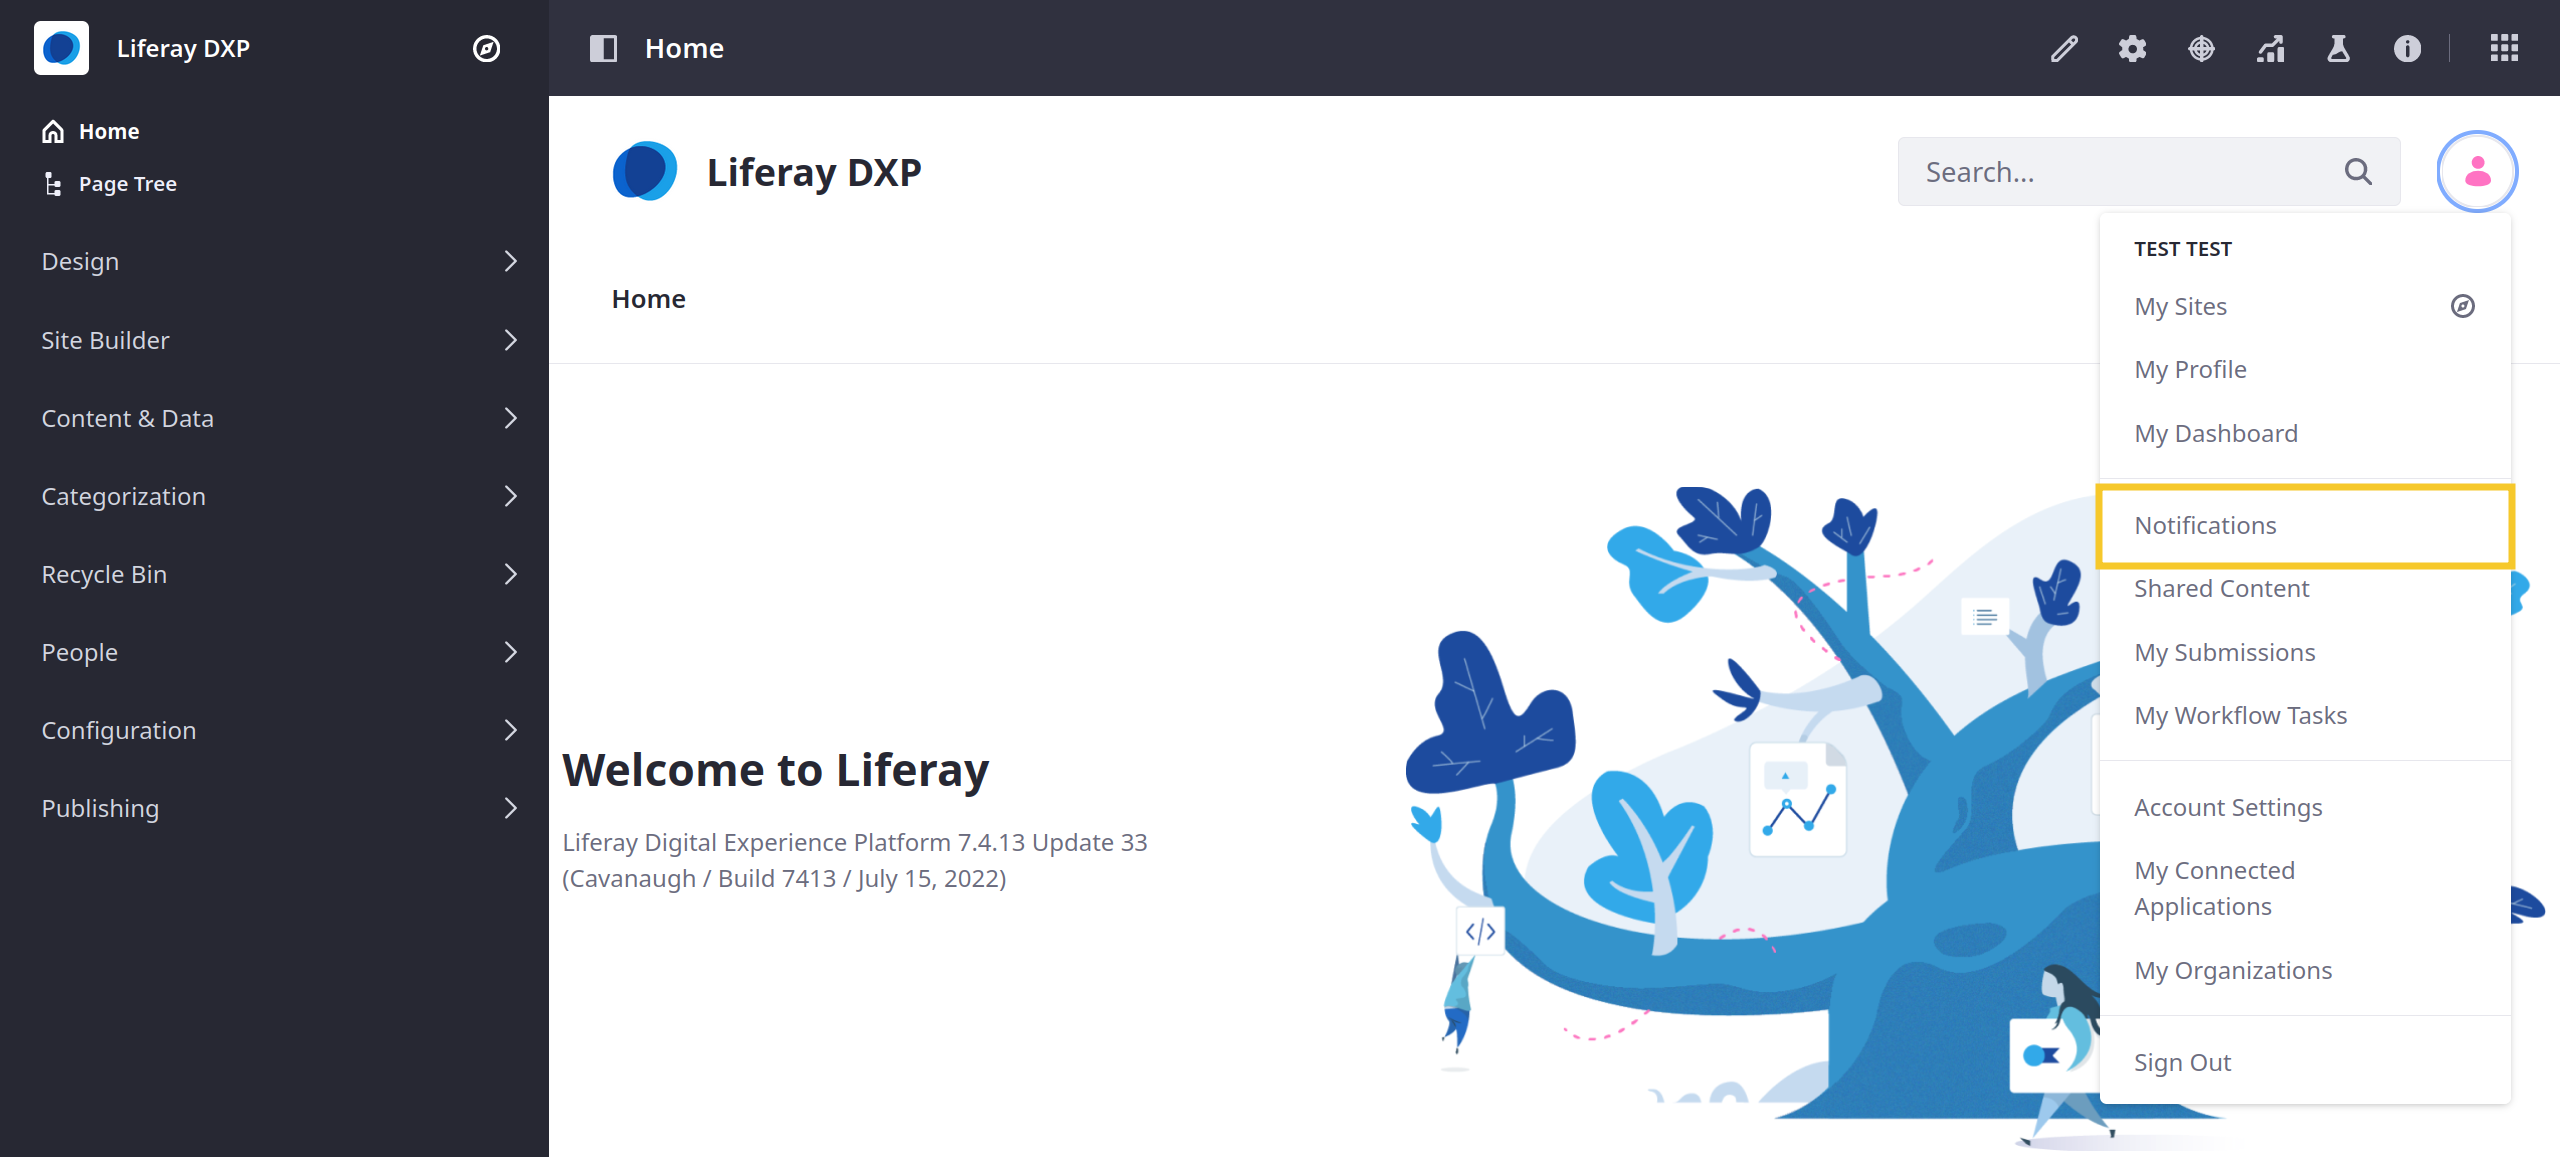 Liferay DXP
Home
Page Tree
Design
Site Builder
Content & Data
Categorization
Recycle Bin
People
Configuration
Publishing
Home
Liferay DXP
Search...
Home
Welcome to Liferay
Liferay Digital Experience Platform 7.4.13 Update 33
(Cavanaugh / Build 7413 / July 15, 2022)
</>
TEST TEST
My Sites
My Profile
My Dashboard
Notifications
Shared Content
My Submissions
My Workflow Tasks
Account Settings
My Connected
Applications
My Organizations
Sign Out